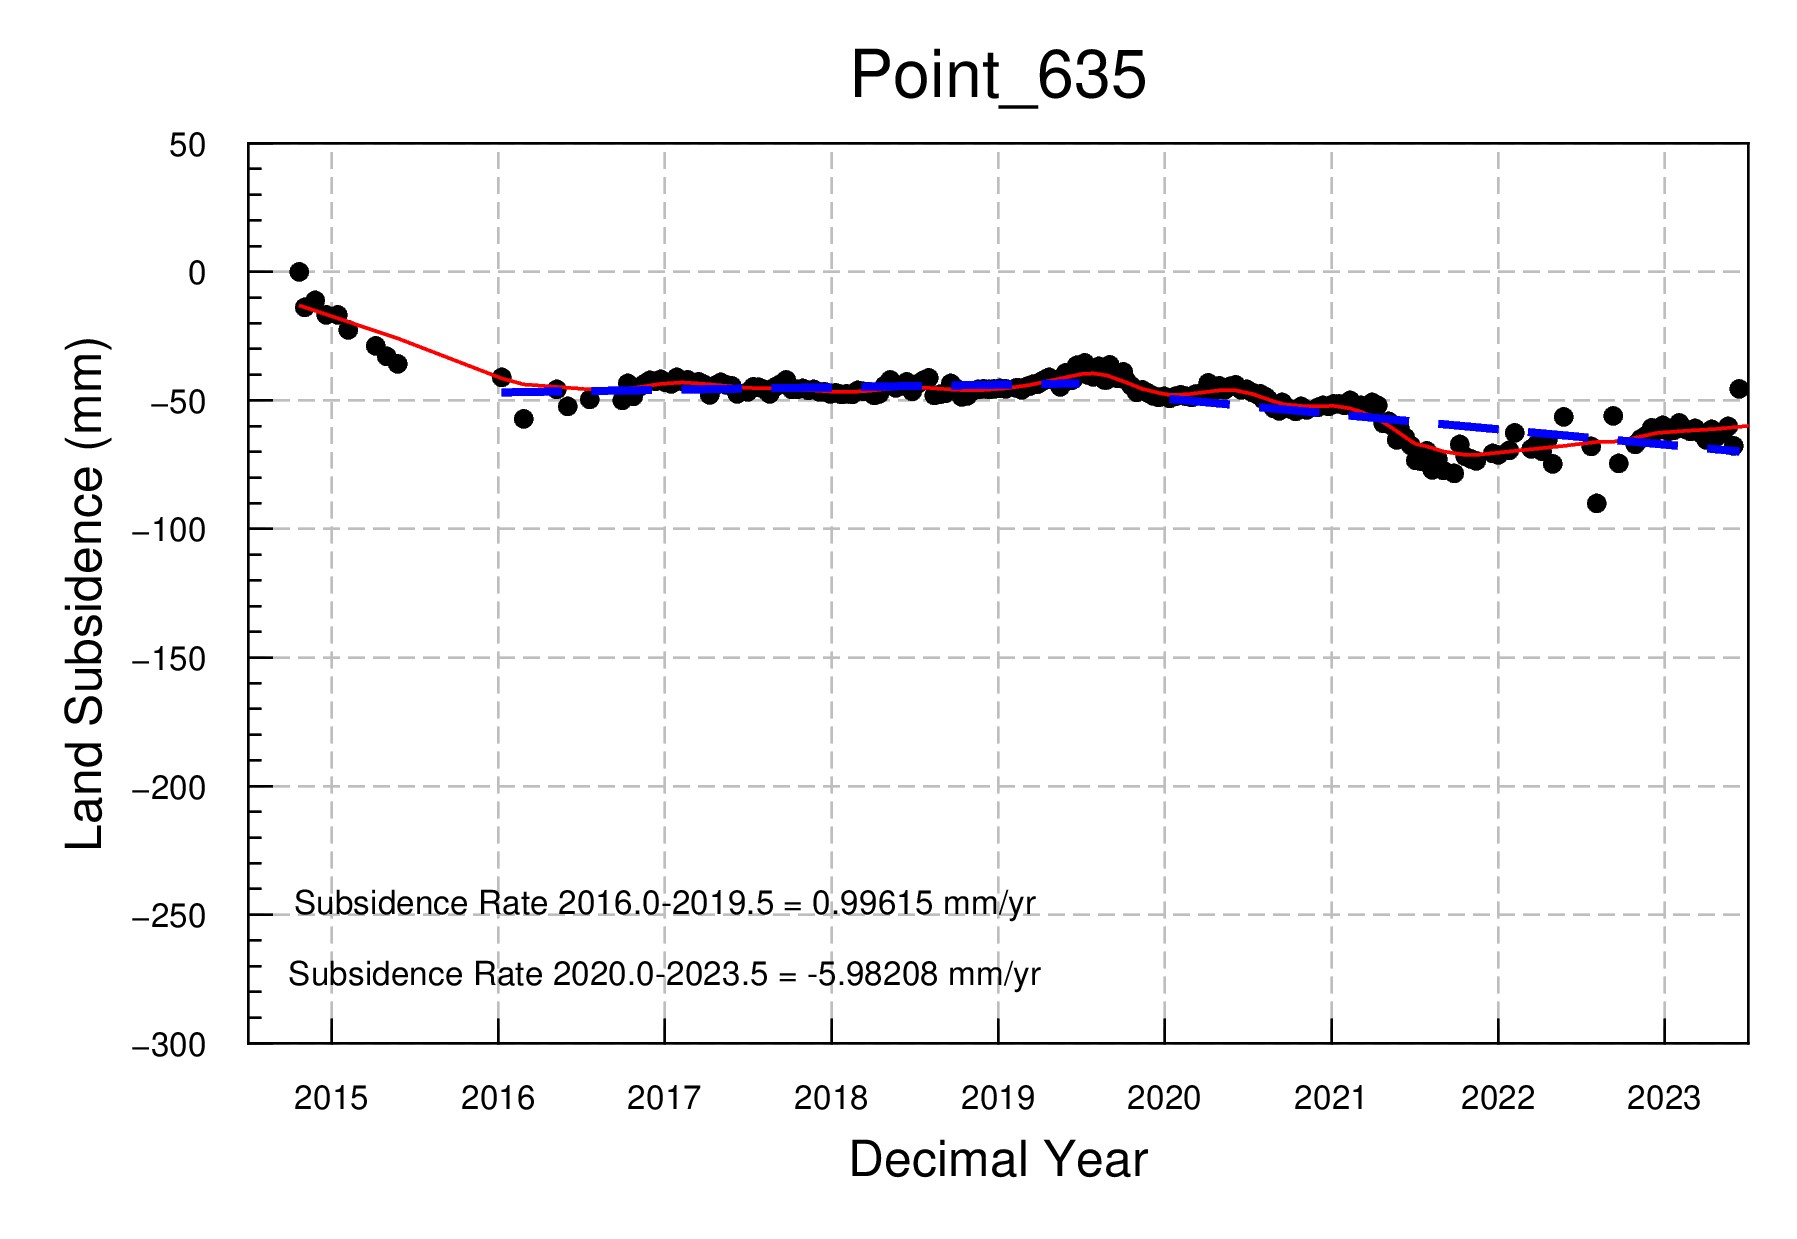 Point_635
50
0
−50
−100
−150
−200
−250
−300
Land Subsidence (mm)
Subsidence Rate 2016.0-2019.5 = 0.99615 mm/yr
Subsidence Rate 2020.0-2023.5 = -5.98208 mm/yr
2015 2016 2017 2018 2019 2020 2021 2022 2023
Decimal Year